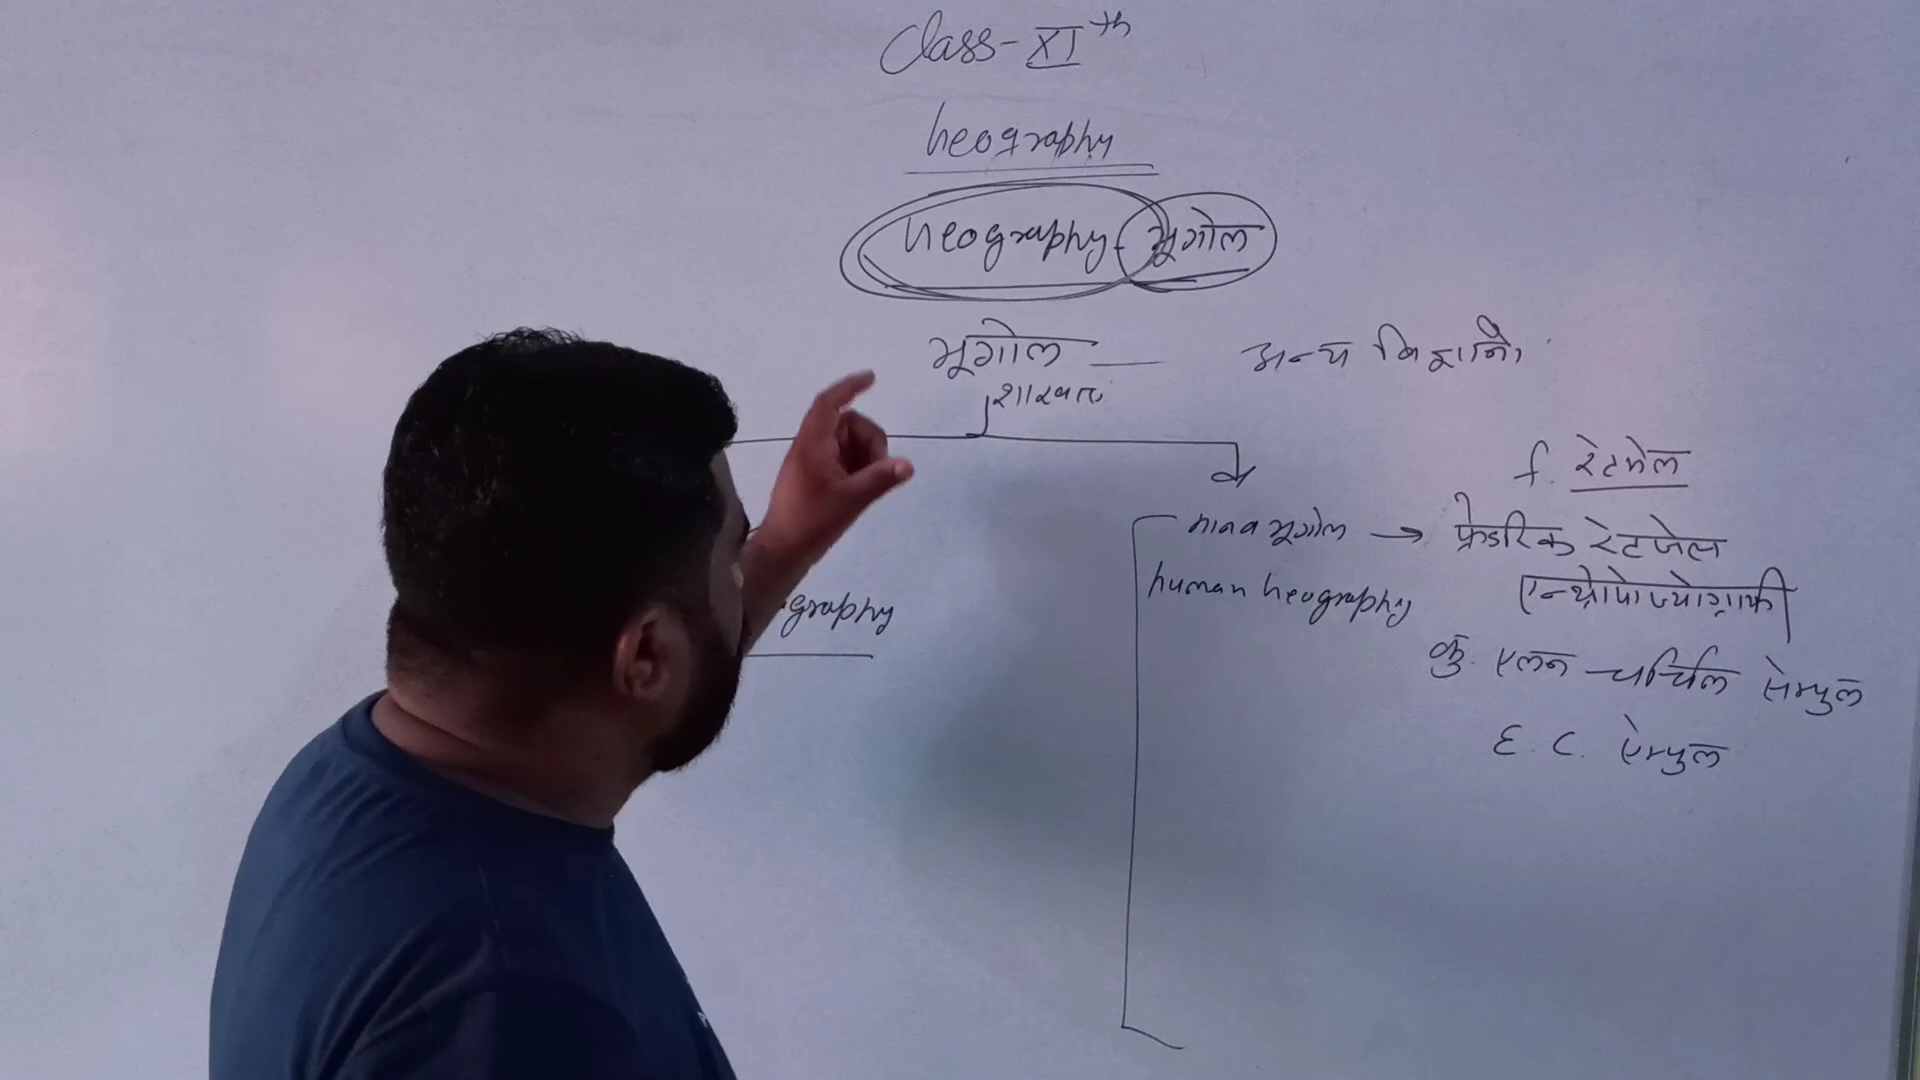 Class-XIth
Geography
Geography - भूगोल
भूगोल — अन्य विज्ञानों
शाखाएं
f. रेटजेल
मानव भूगोल → फ्रेडरिक रेटजेल
human Geography
एन्थ्रोपोज्योग्राफी
graphy
कु. एलन चर्चिल सेम्पुल
E. C. सेम्पुल